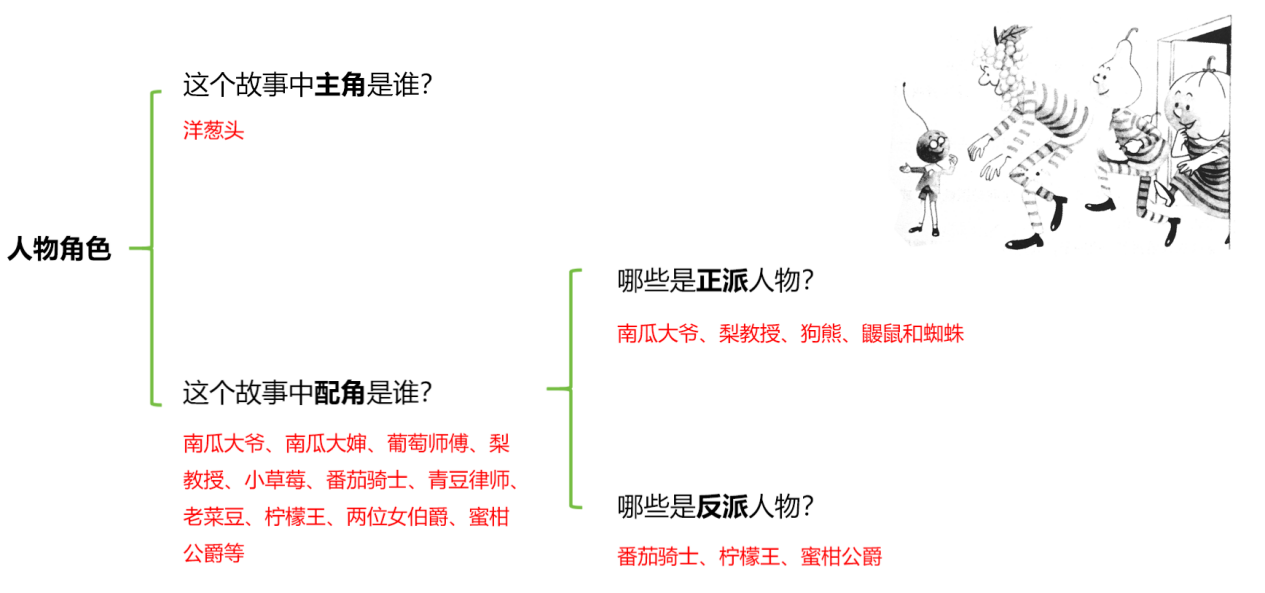 人物角色
这个故事中主角是谁？
洋葱头
这个故事中配角是谁？
南瓜大爷、南瓜大婶、葡萄师傅、梨
教授、小草莓、番茄骑士、青豆律师、
老菜豆、柠檬王、两位女伯爵、蜜柑
公爵等
哪些是正派人物？
南瓜大爷、梨教授、狗熊、鼹鼠和蜘蛛
哪些是反派人物？
番茄骑士、柠檬王、蜜柑公爵